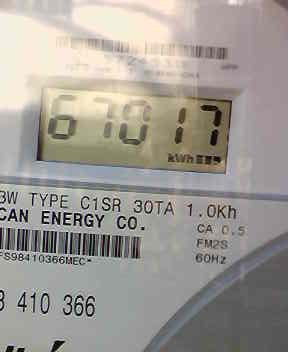 67017
kWh
3W TYPE C1SR 30TA 1.0Kh
CAN ENERGY CO.
CA 0.5
FM2S
FS98410366MEC*
60Hz
410 366